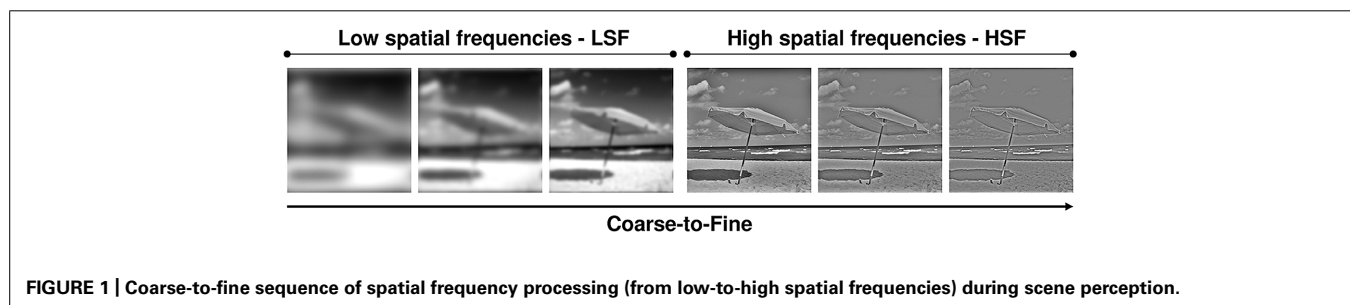 Low spatial frequencies - LSF
High spatial frequencies - HSF
Coarse-to-Fine
FIGURE 1 | Coarse-to-fine sequence of spatial frequency processing (from low-to-high spatial frequencies) during scene perception.